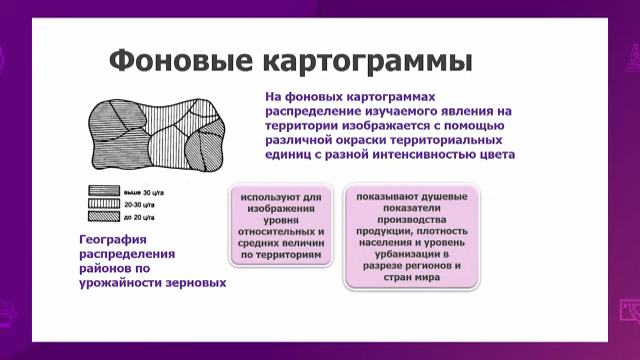 Фоновые картограммы
На фоновых картограммах
распределение изучаемого явления на
территории изображается с помощью
различной окраски территориальных
единиц с разной интенсивностью цвета
выше 30 ц/га
20-30 ц/га
до 20 ц/га
География
распределения
районов по
урожайности зерновых
используют для
изображения
уровня
относительных и
средних величин
по территориям
показывают душевые
показатели
производства
продукции, плотность
населения и уровень
урбанизации в
разрезе регионов и
стран мира